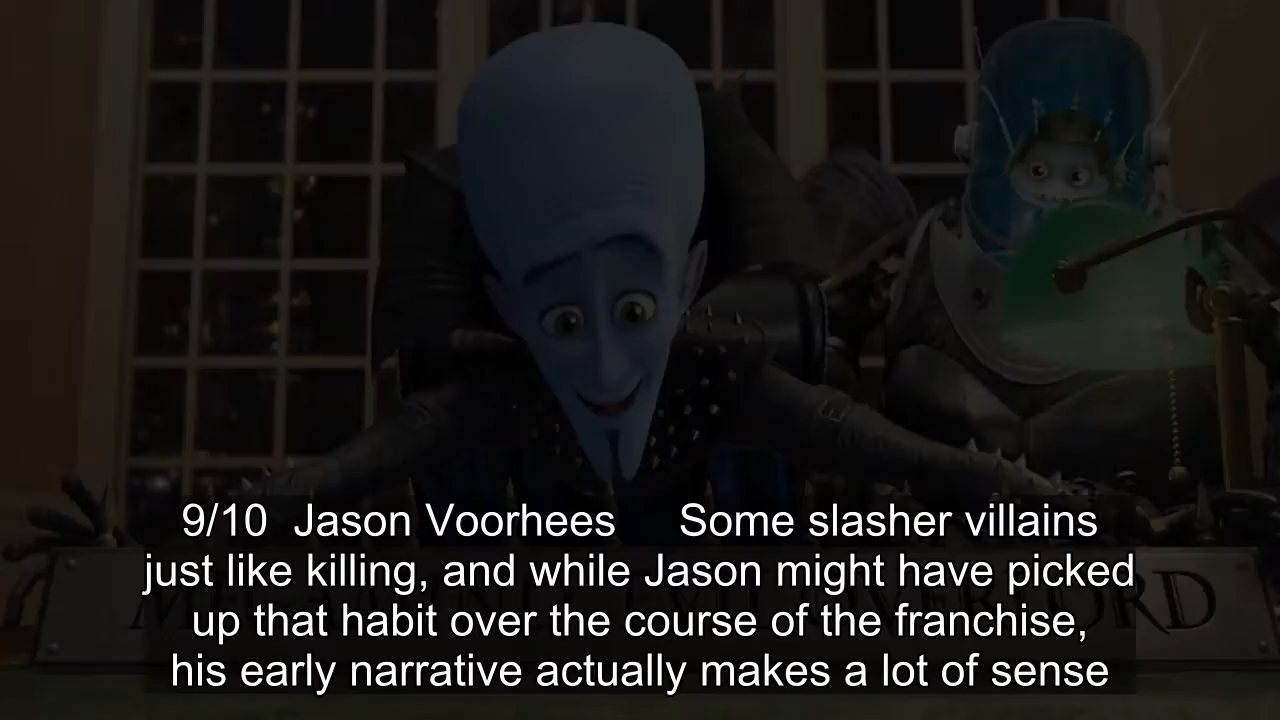 9/10 Jason Voorhees Some slasher villains
just like killing, and while Jason might have picked
up that habit over the course of the franchise,
his early narrative actually makes a lot of sense